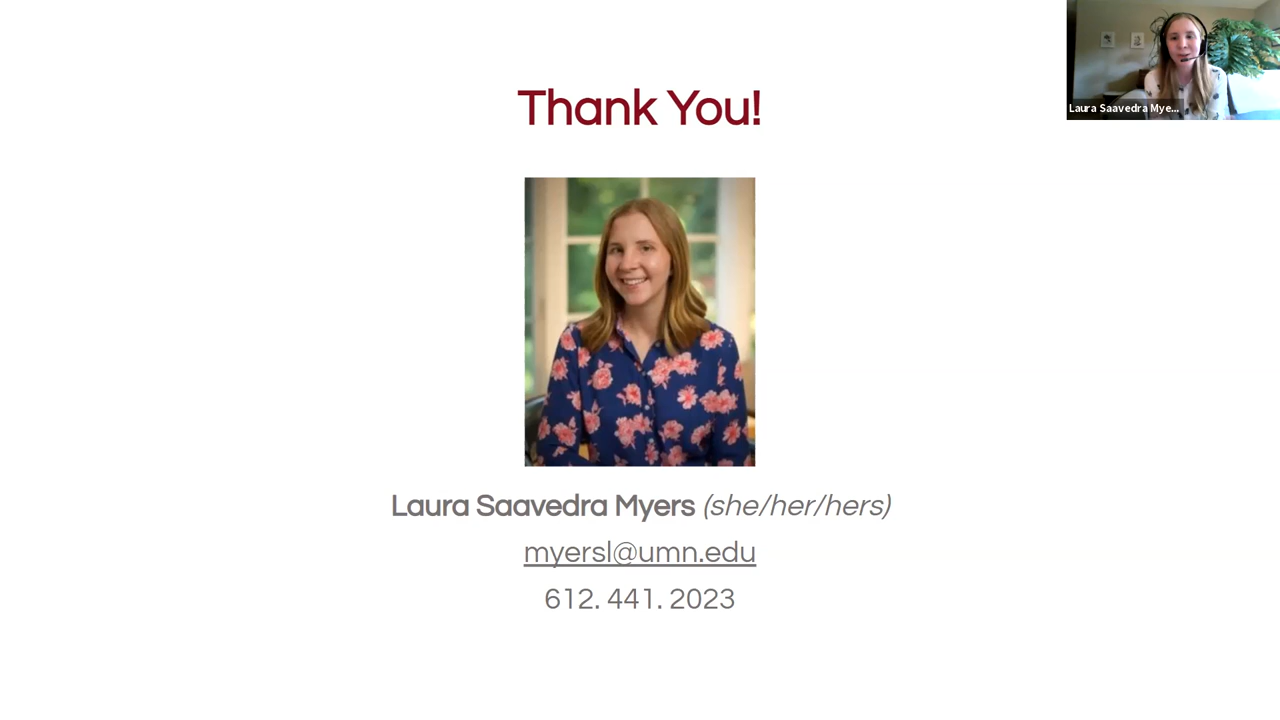 Thank You!
Laura Saavedra Mye...
Laura Saavedra Myers (she/her/hers)
myersl@umn.edu
612. 441. 2023